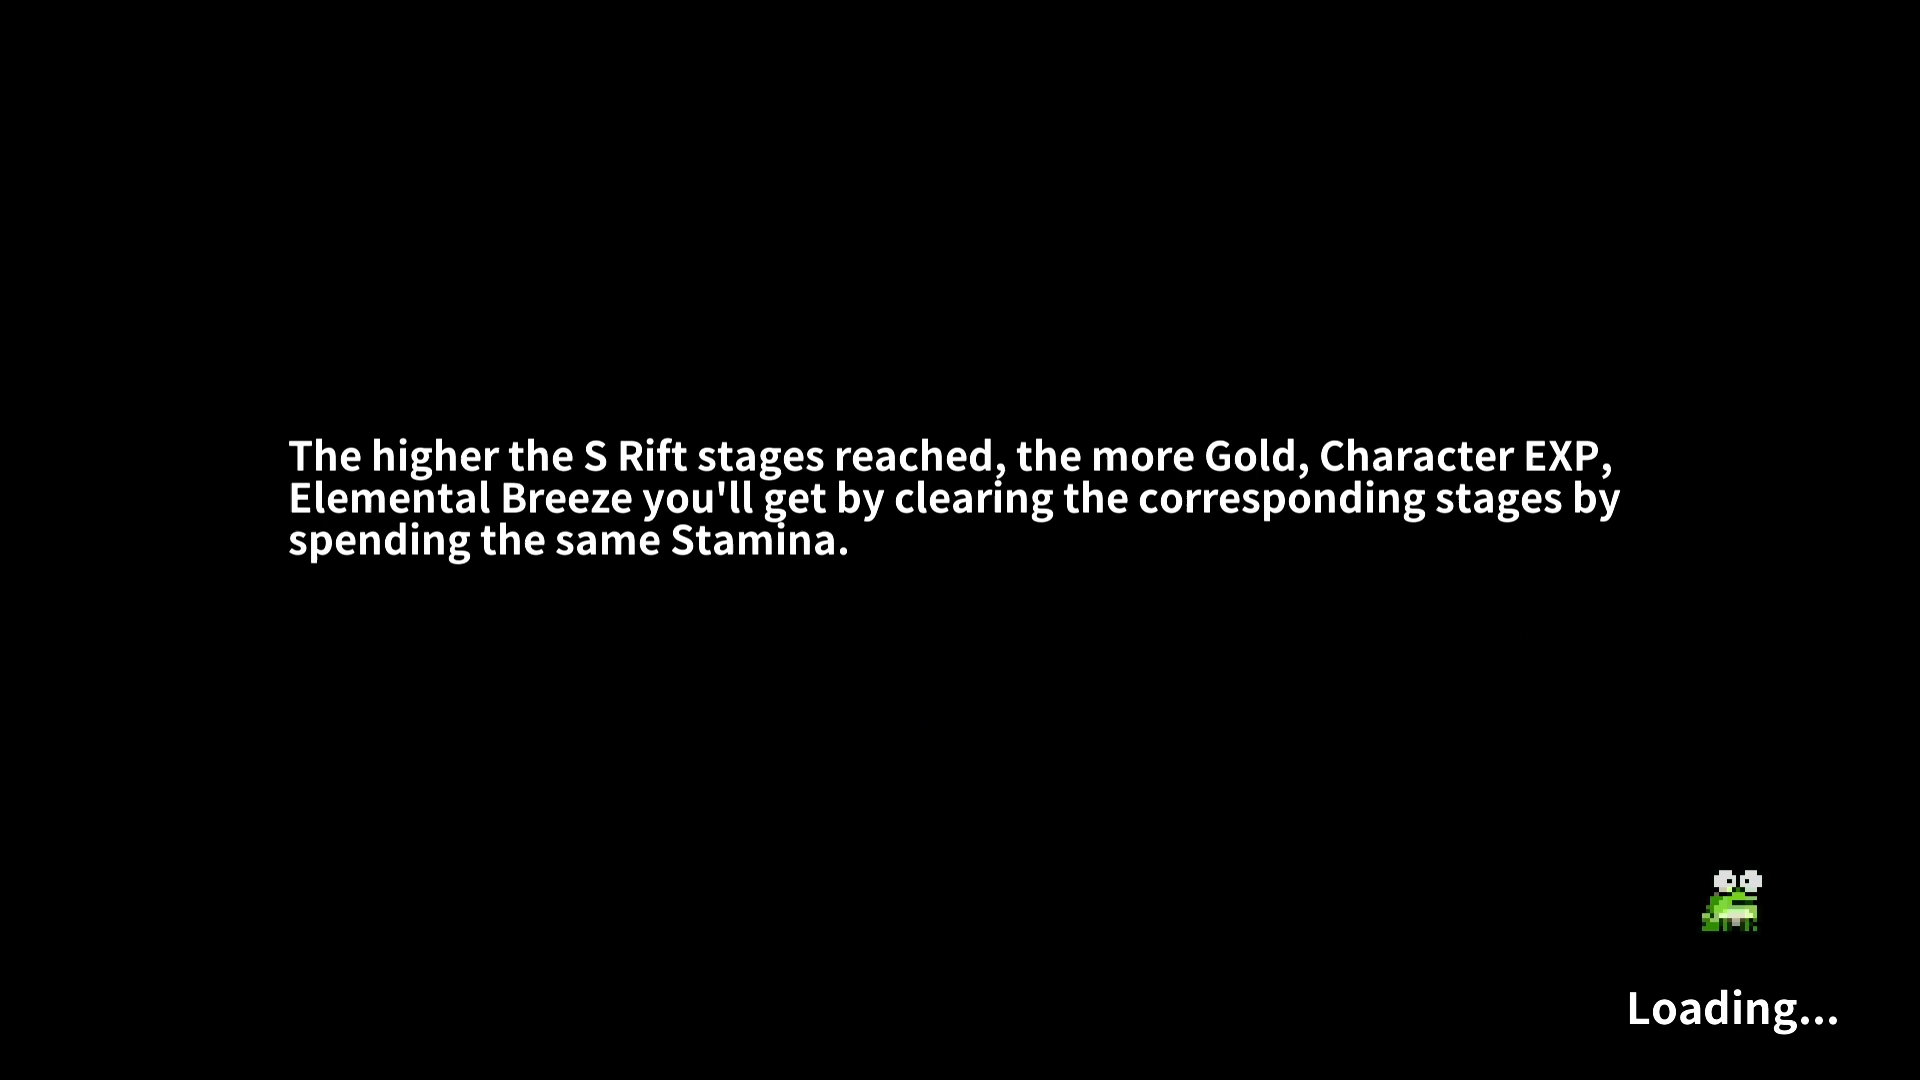 The higher the S Rift stages reached, the more Gold, Character EXP,
Elemental Breeze you'll get by clearing the corresponding stages by
spending the same Stamina.
Loading...